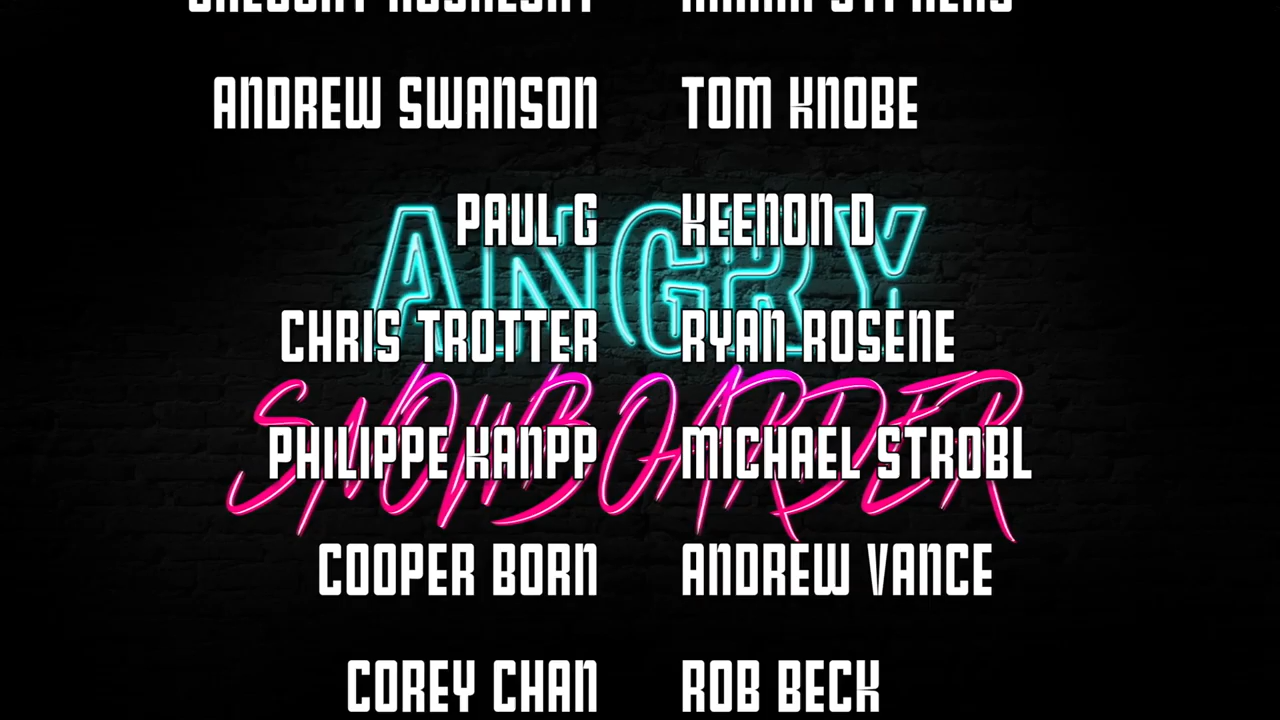 ANDREW SWANSON TOM KNOBE
PAUL G KEENON D
ANGRY
CHRIS TROTTER RYAN ROSENE
SNOWBOARDER
PHILIPPE KANPP MICHAEL STROBL
COOPER BORN ANDREW VANCE
COREY CHAN ROB BECK